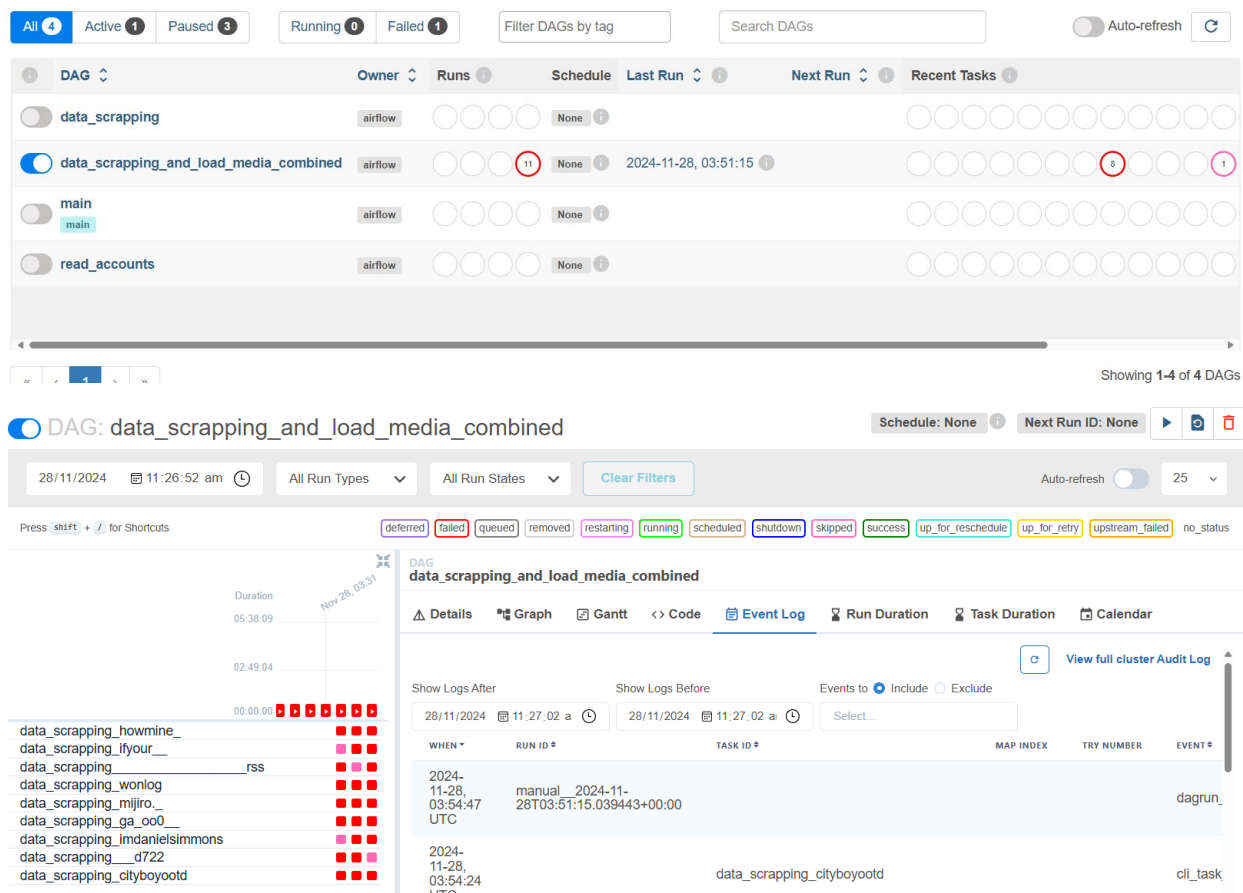 All 4 Active 1 Paused 3 Running 0 Failed 1 Filter DAGs by tag Search DAGs Auto-refresh
DAG Owner Runs Schedule Last Run Next Run Recent Tasks
data_scrapping airflow None
data_scrapping_and_load_media_combined airflow 11 None 2024-11-28, 03:51:15 8 1
main
main
airflow None
read_accounts airflow None
« ‹ 1 › »
Showing 1-4 of 4 DAGs
DAG: data_scrapping_and_load_media_combined Schedule: None Next Run ID: None
28/11/2024 11:26:52 am All Run Types All Run States Clear Filters Auto-refresh 25
Press shift + / for Shortcuts deferred failed queued removed restarting running scheduled shutdown skipped success up_for_reschedule up_for_retry upstream_failed no_status
Duration
Nov 28, 03:31
05:38:09
02:49:04
00:00:00
data_scrapping_howmine_
data_scrapping_ifyour__
data_scrapping____________________rss
data_scrapping_wonlog
data_scrapping_mijiro._
data_scrapping_ga_oo0__
data_scrapping_imdanielsimmons
data_scrapping___d722
data_scrapping_cityboyootd
DAG
data_scrapping_and_load_media_combined
Details Graph Gantt <> Code Event Log Run Duration Task Duration Calendar
View full cluster Audit Log
Show Logs After Show Logs Before Events to Include Exclude
28/11/2024 11:27:02 a 28/11/2024 11:27:02 a Select...
WHEN RUN ID TASK ID MAP INDEX TRY NUMBER EVENT
2024-
11-28,
03:54:47
UTC
manual__2024-11-
28T03:51:15.039443+00:00
dagrun_
2024-
11-28,
03:54:24
UTC
data_scrapping_cityboyootd
cli_task